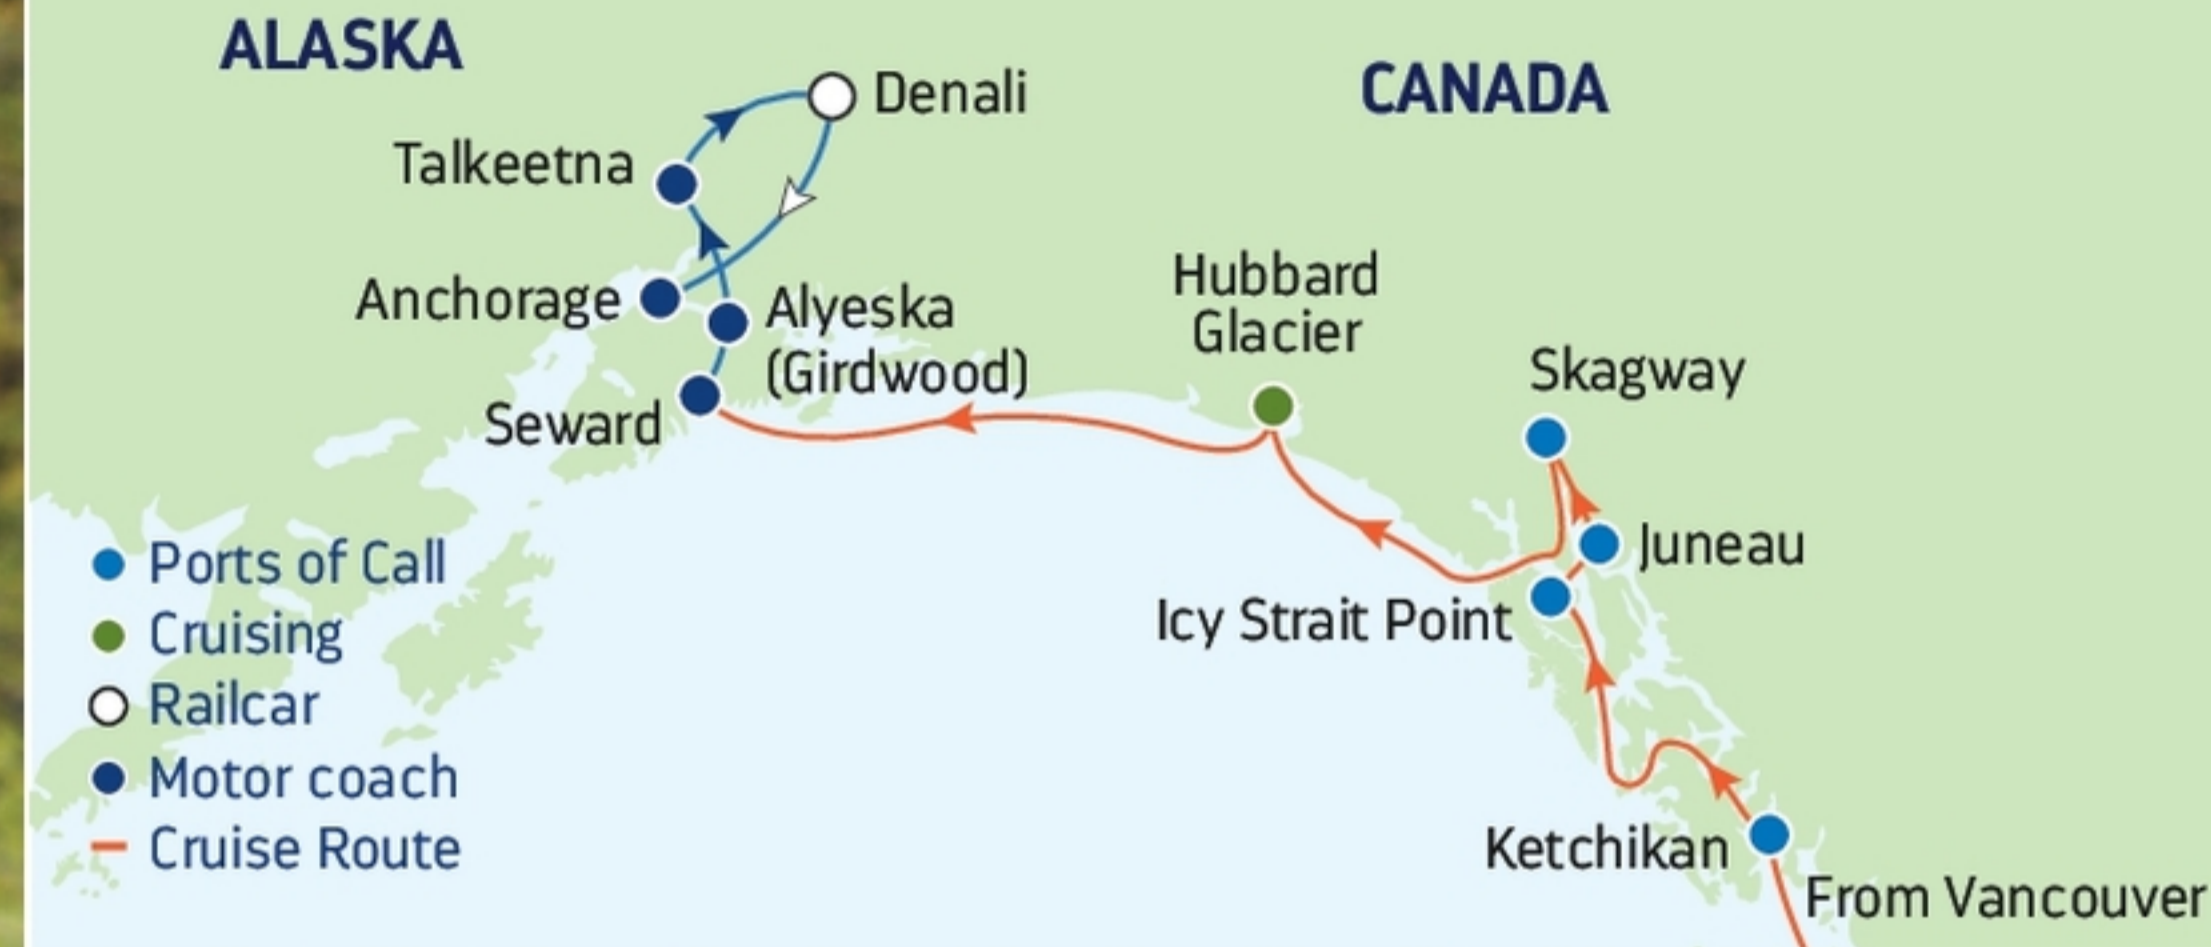 ALASKA
CANADA
Denali
Talkeetna
Anchorage
Alyeska
(Girdwood)
Seward
Hubbard
Glacier
Skagway
Juneau
Icy Strait Point
Ketchikan
From Vancouver
Ports of Call
Cruising
Railcar
Motor coach
Cruise Route